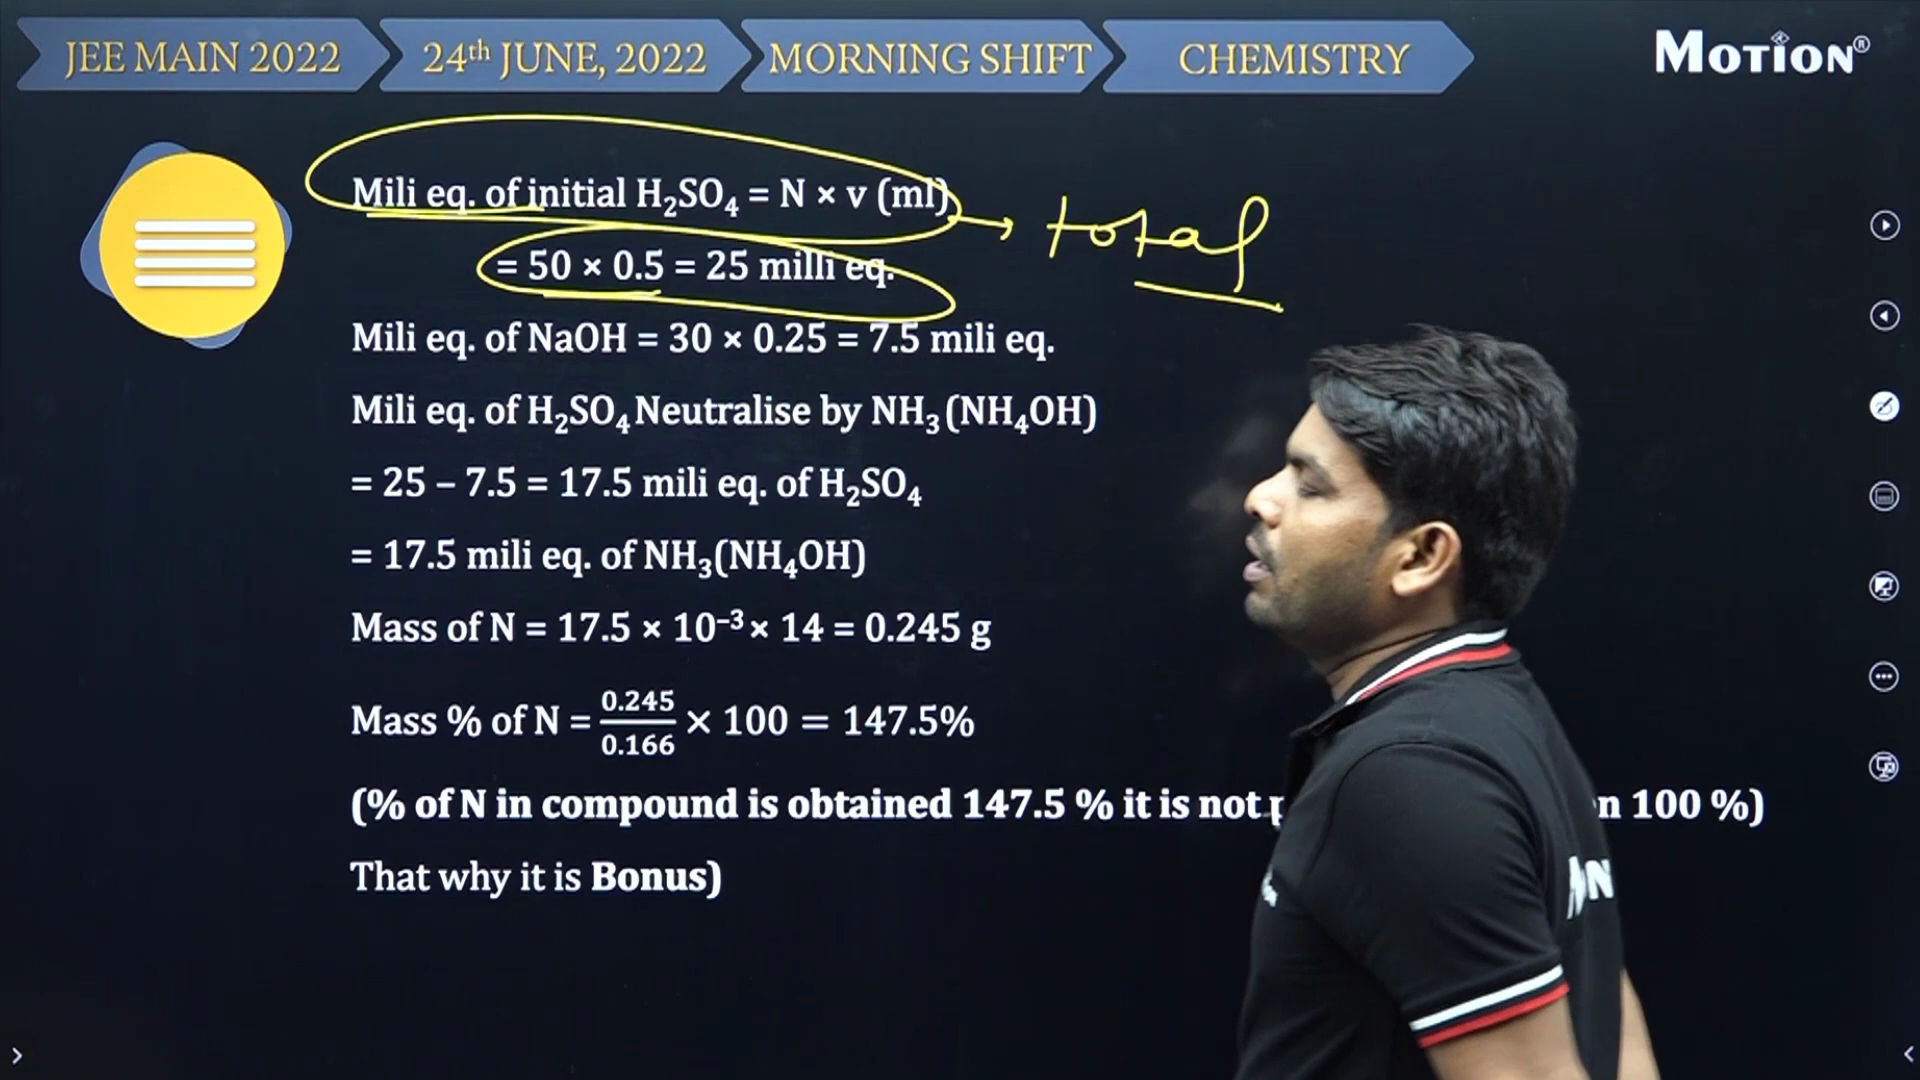 JEE MAIN 2022 24th JUNE, 2022 MORNING SHIFT CHEMISTRY MOTION®
Mili eq. of initial H₂SO₄ = N × v (ml) → total
= 50 × 0.5 = 25 milli eq.
Mili eq. of NaOH = 30 × 0.25 = 7.5 mili eq.
Mili eq. of H₂SO₄ Neutralise by NH₃ (NH₄OH)
= 25 – 7.5 = 17.5 mili eq. of H₂SO₄
= 17.5 mili eq. of NH₃(NH₄OH)
Mass of N = 17.5 × 10⁻³ × 14 = 0.245 g
Mass % of N = 0.245/0.166 × 100 = 147.5%
(% of N in compound is obtained 147.5 % it is not 100 %)
That why it is Bonus)